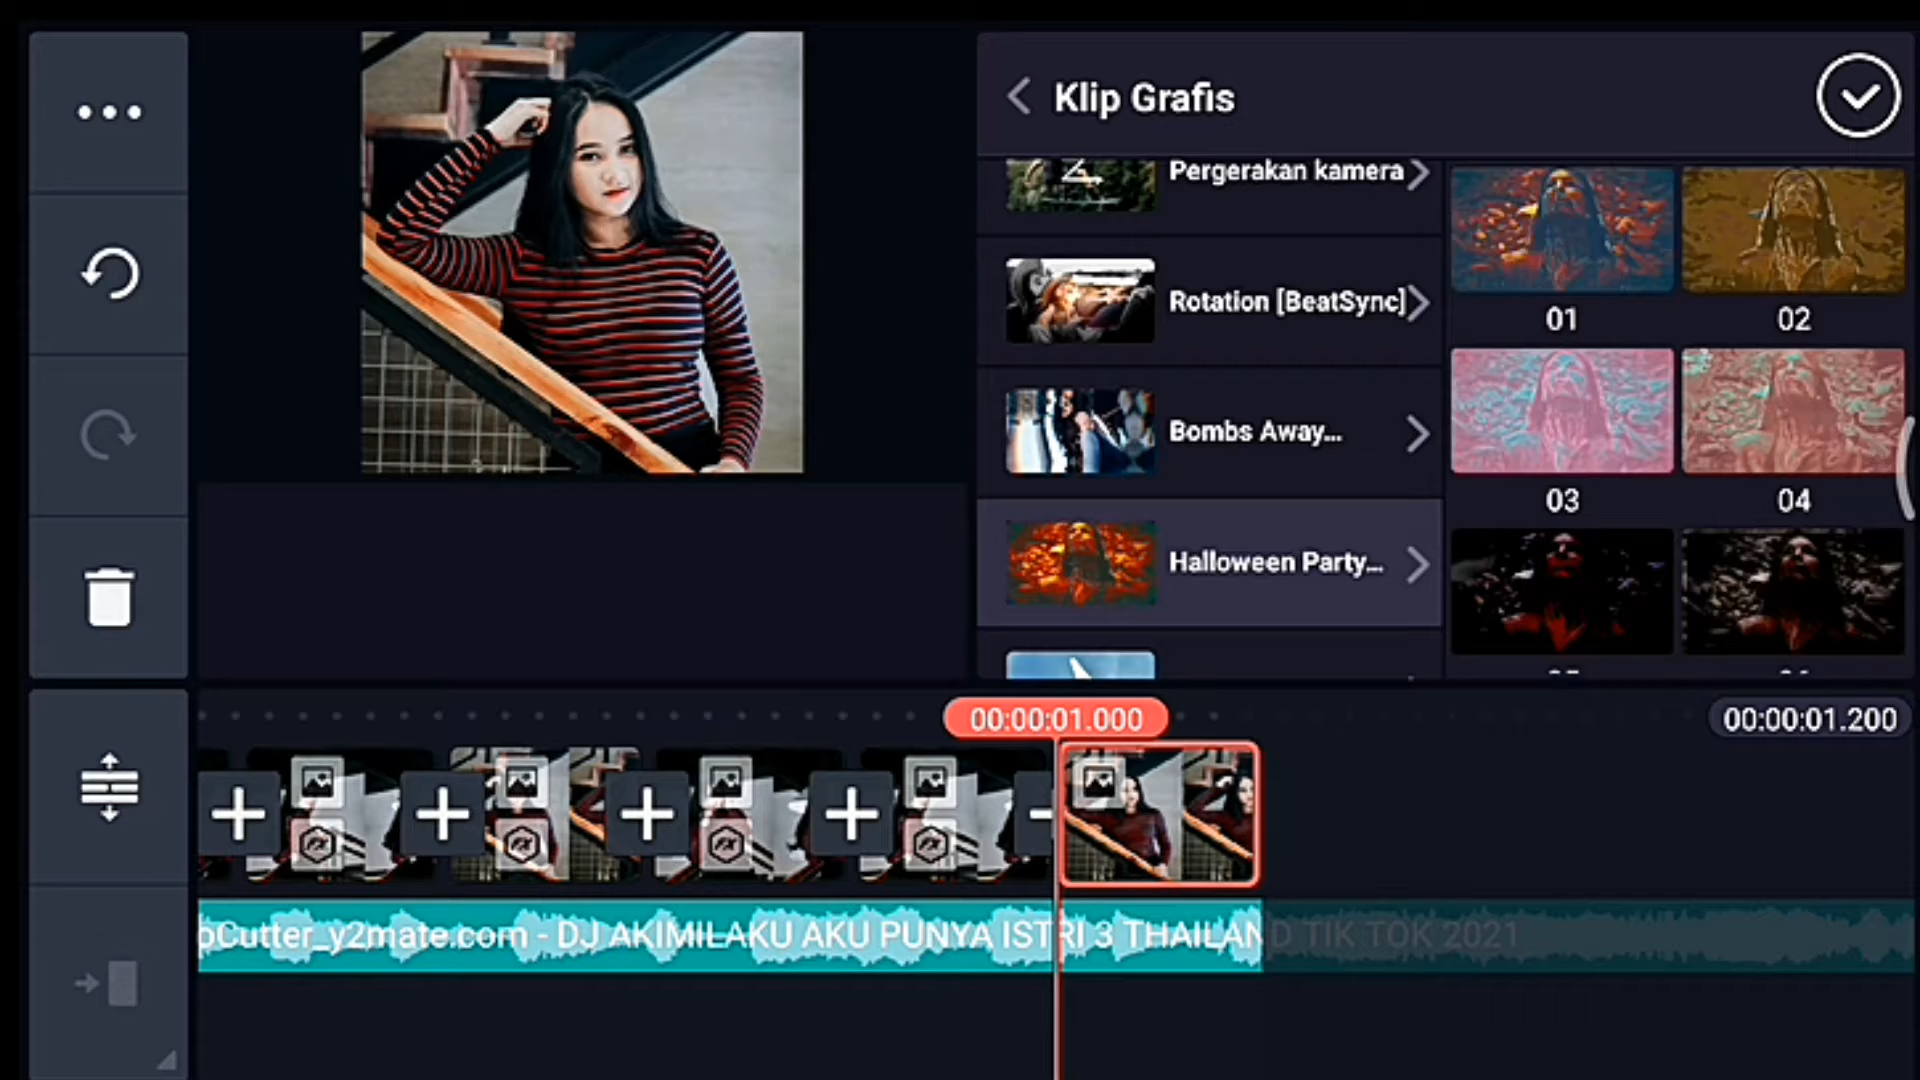 Klip Grafis
Pergerakan kamera
Rotation [BeatSync]
Bombs Away...
Halloween Party...
01
02
03
04
00:00:01.000
00:00:01.200
pCutter_y2mate.com - DJ AKIMILAKU AKU PUNYA ISTRI 3 THAILAND TIK TOK 2021